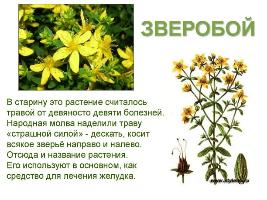 ЗВЕРОБОЙ
В старину это растение считалось
травой от девяносто девяти болезней.
Народная молва наделили траву
«страшной силой» - дескать, косит
всякое зверьё направо и налево.
Отсюда и название растения.
Его используют в основном, как
средство для лечения желудка.